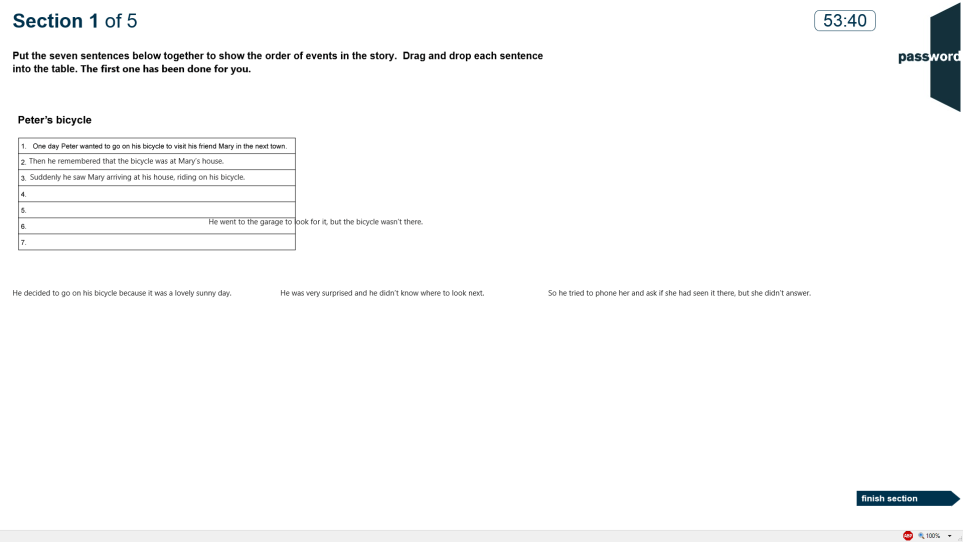 Section 1 of 5
53:40
password
Put the seven sentences below together to show the order of events in the story.  Drag and drop each sentence
into the table. The first one has been done for you.
Peter's bicycle
1. One day Peter wanted to go on his bicycle to visit his friend Mary in the next town.
2. Then he remembered that the bicycle was at Mary's house.
3. Suddenly he saw Mary arriving at his house, riding on his bicycle.
4.
5.
He went to the garage to look for it, but the bicycle wasn't there.
6.
7.
He decided to go on his bicycle because it was a lovely sunny day.
He was very surprised and he didn't know where to look next.
So he tried to phone her and ask if she had seen it there, but she didn't answer.
finish section
ABP 100%